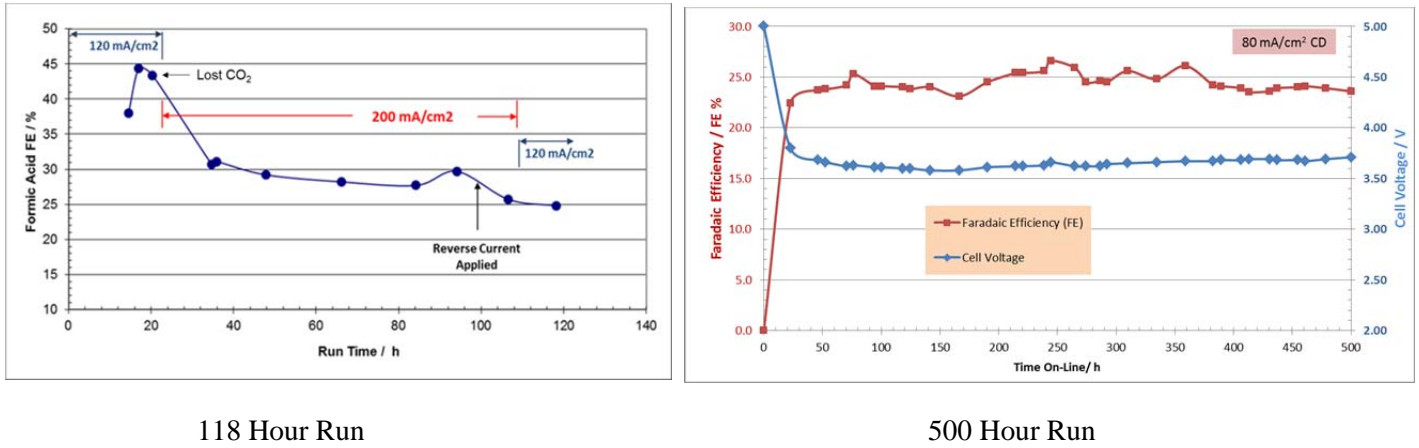 120 mA/cm2
Lost CO2
200 mA/cm2
120 mA/cm2
Reverse Current
Applied
Formic Acid FE / %
50
45
40
35
30
25
20
15
10
0
20
40
60
80
100
120
140
Run Time / h
80 mA/cm² CD
Faradaic Efficiency / FE %
30.0
25.0
20.0
15.0
10.0
5.0
0.0
Faradaic Efficiency (FE)
Cell Voltage
5.00
4.50
4.00
3.50
3.00
2.50
2.00
Cell Voltage / V
0
50
100
150
200
250
300
350
400
450
500
Time On-Line/ h
118 Hour Run
500 Hour Run